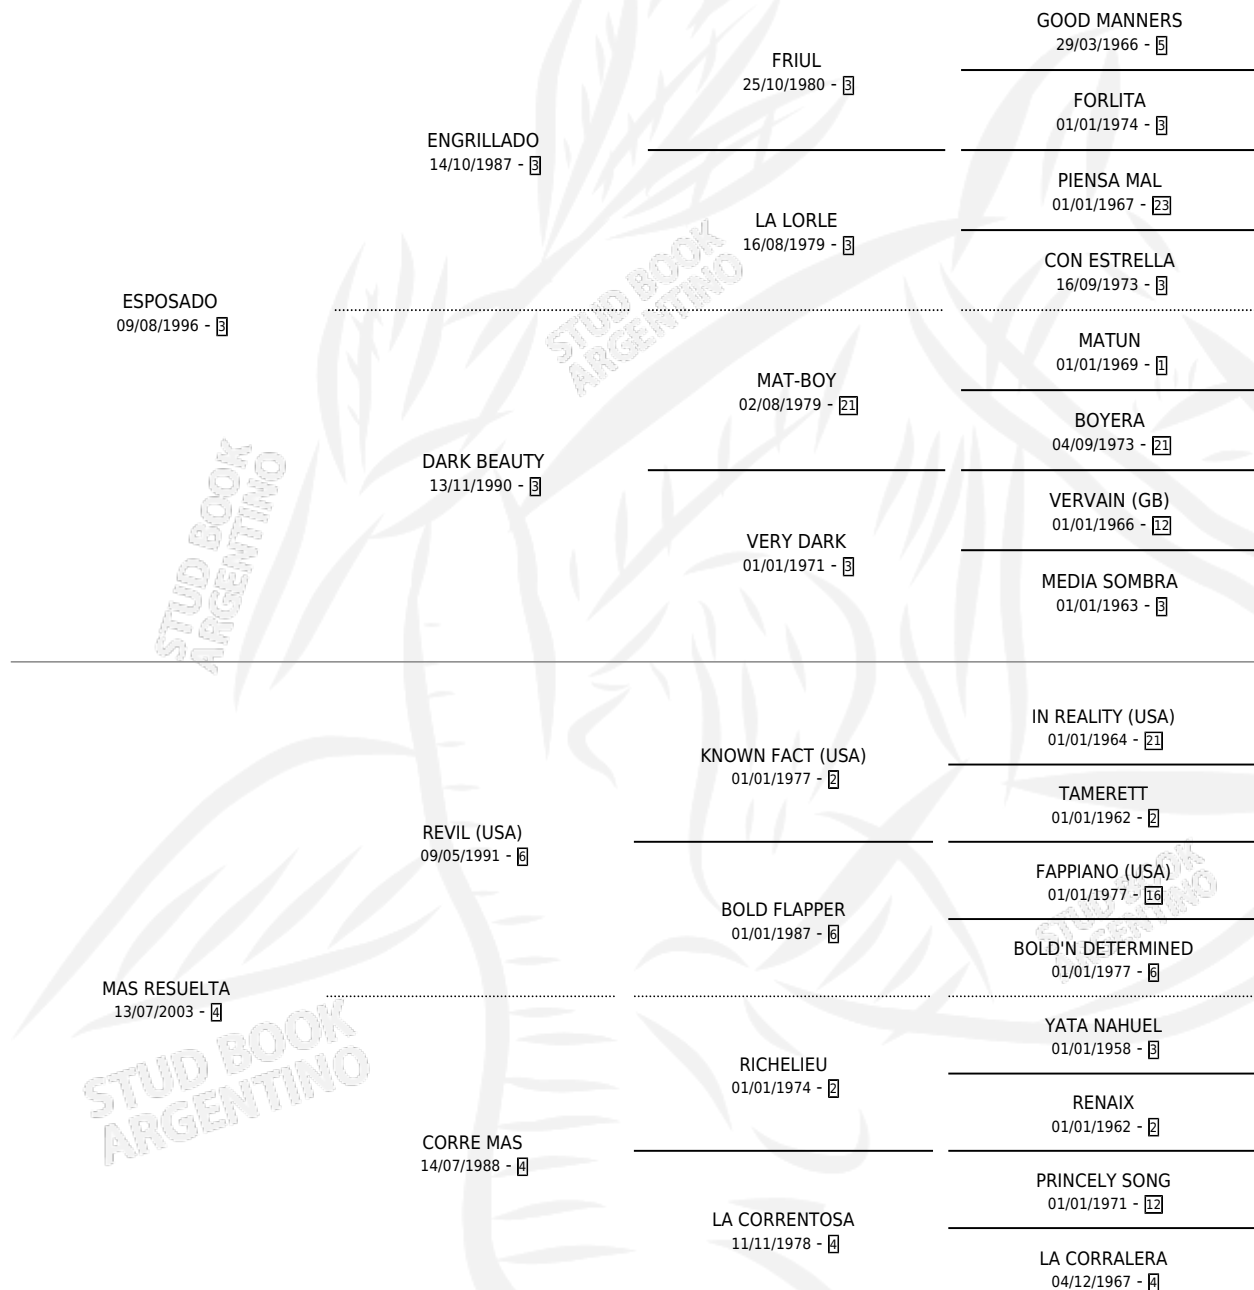 GOOD MANNERS
29/03/1966 - 5
FRIUL
25/10/1980 - 3
FORLITA
01/01/1974 - 3
ENGRILLADO
14/10/1987 - 3
PIENSA MAL
01/01/1967 - 23
LA LORLE
16/08/1979 - 3
CON ESTRELLA
16/09/1973 - 3
ESPOSADO
09/08/1996 - 3
STUD BOOK
ARGENTINO
MATUN
01/01/1969 - 1
MAT-BOY
02/08/1979 - 21
BOYERA
04/09/1973 - 21
DARK BEAUTY
13/11/1990 - 3
VERVAIN (GB)
01/01/1966 - 12
VERY DARK
01/01/1971 - 3
MEDIA SOMBRA
01/01/1963 - 3
STUD BOOK
ARGENTINO
IN REALITY (USA)
01/01/1964 - 21
KNOWN FACT (USA)
01/01/1977 - 2
TAMERETT
01/01/1962 - 2
REVIL (USA)
09/05/1991 - 6
FAPPIANO (USA)
01/01/1977 - 16
BOLD FLAPPER
01/01/1987 - 6
BOLD'N DETERMINED
01/01/1977 - 6
STUD BOOK
ARGENTINO
MAS RESUELTA
13/07/2003 - 4
YATA NAHUEL
01/01/1958 - 3
RICHELIEU
01/01/1974 - 2
RENAIX
01/01/1962 - 2
STUD BOOK
ARGENTINO
CORRE MAS
14/07/1988 - 4
PRINCELY SONG
01/01/1971 - 12
LA CORRENTOSA
11/11/1978 - 4
LA CORRALERA
04/12/1967 - 4